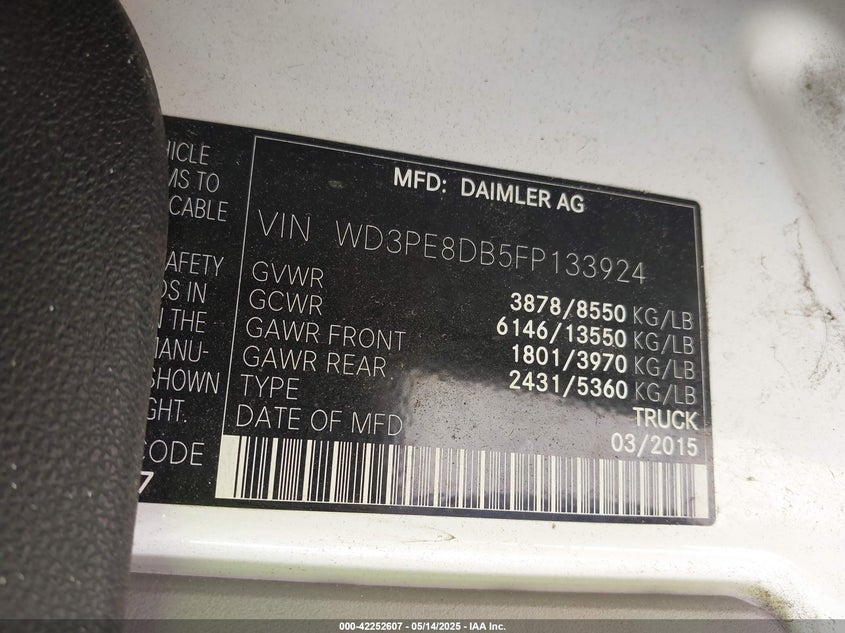 MFD: DAIMLER AG
VIN WD3PE8DB5FP133924
GVWR 3878/8550 KG/LB
GCWR 6146/13550 KG/LB
GAWR FRONT 1801/3970 KG/LB
GAWR REAR 2431/5360 KG/LB
TYPE TRUCK
DATE OF MFD 03/2015
HICLE
MS TO
CABLE
AFETY
DS IN
N THE
MANU-
SHOWN
GHT.
CODE
7
000-42252607 / 05/14/2025 - IAA Inc.